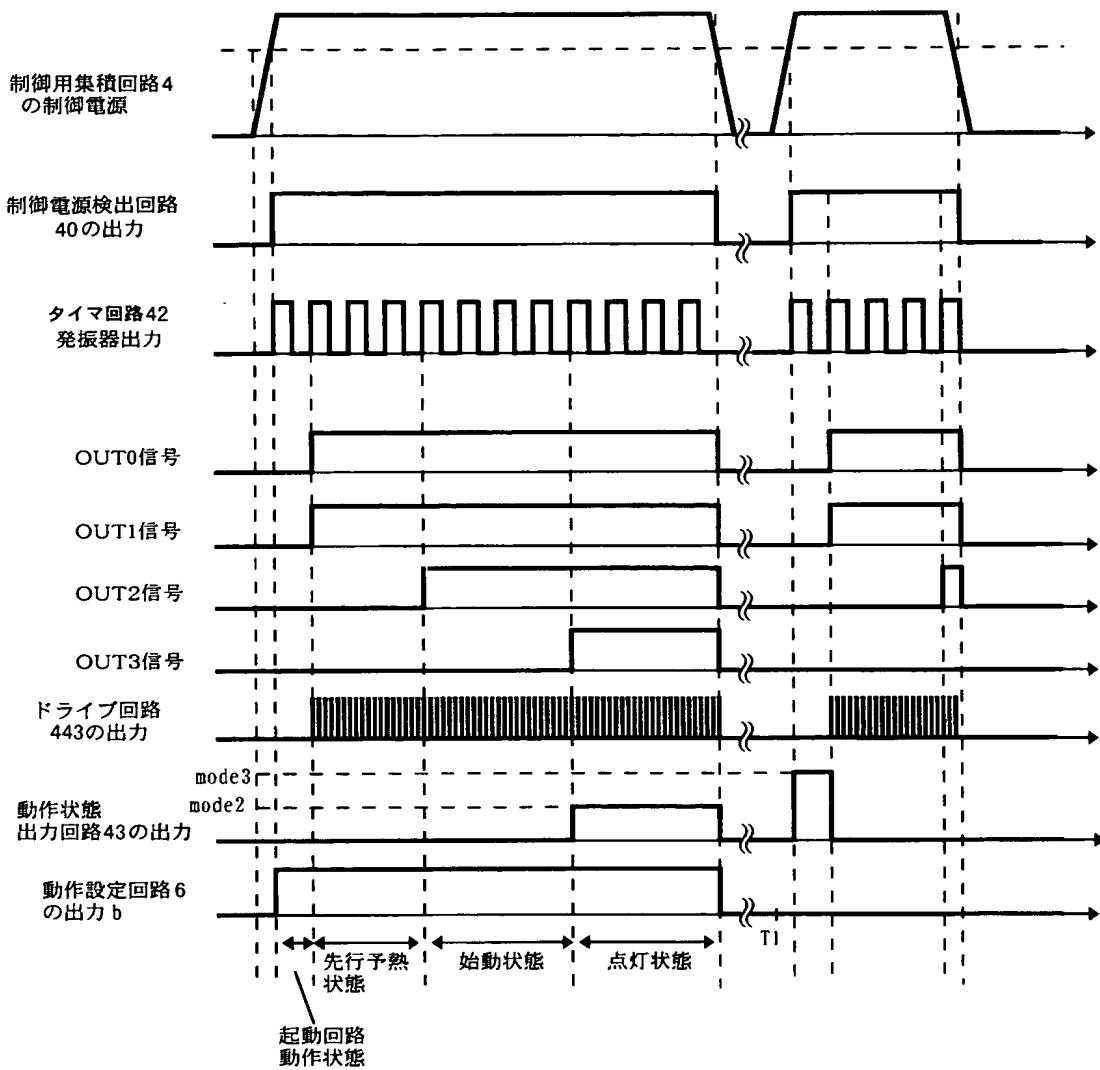 制御用集積回路4
の制御電源
制御電源検出回路
40の出力
タイマ回路42
発振器出力
OUT0信号
OUT1信号
OUT2信号
OUT3信号
ドライブ回路
443の出力
mode3
mode2
動作状態
出力回路43の出力
動作設定回路6
の出力b
T1
先行予熱
状態
始動状態
点灯状態
起動回路
動作状態